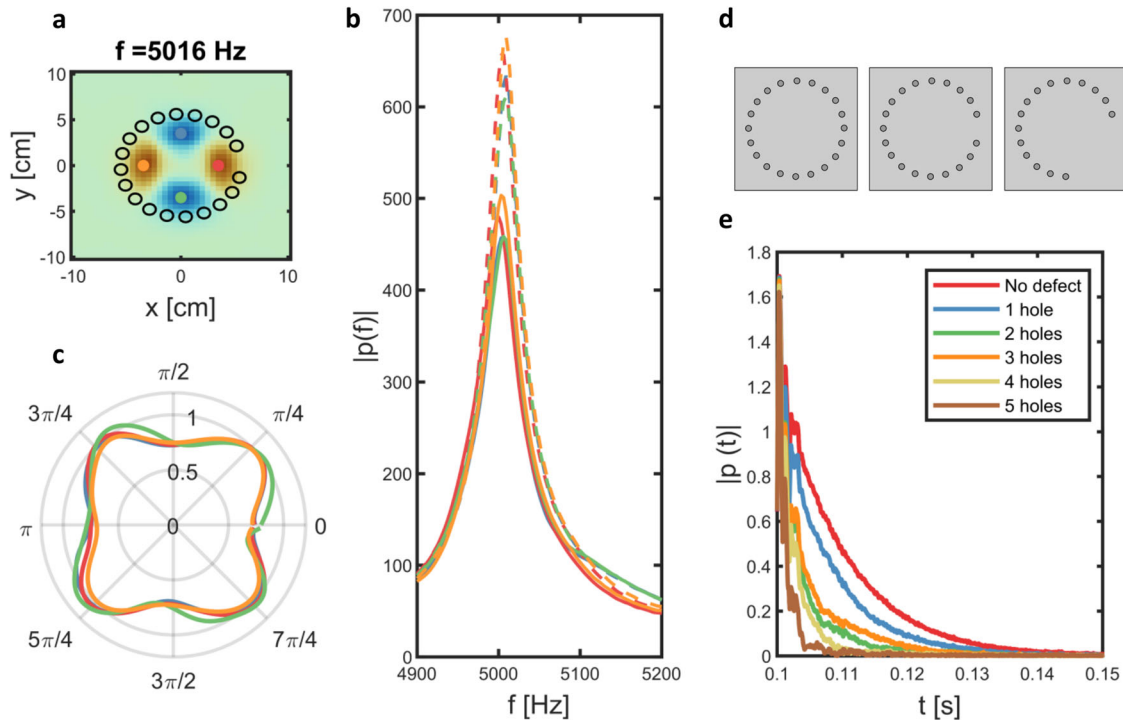 a
f =5016 Hz
10
5
0
-5
-10
-10
0
10
y [cm]
x [cm]
b
700
600
500
400
300
200
100
0
4900
5000
5100
5200
|p(f)|
f [Hz]
c
π/2
3π/4
π/4
1
0.5
π
0
0
5π/4
7π/4
3π/2
d
e
1.8
1.6
1.4
1.2
1
0.8
0.6
0.4
0.2
0
0.1
0.11
0.12
0.13
0.14
0.15
|p (t)|
t [s]
No defect
1 hole
2 holes
3 holes
4 holes
5 holes